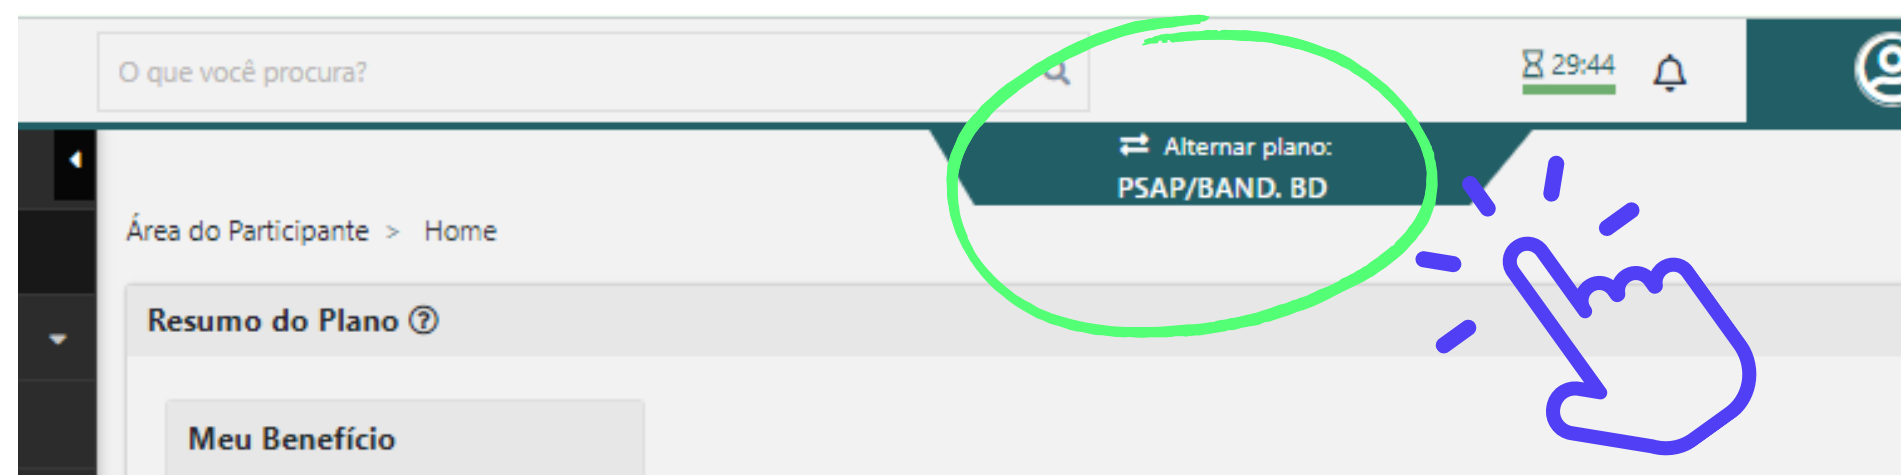 O que você procura?
29:44
Alternar plano:
PSAP/BAND. BD
Área do Participante > Home
Resumo do Plano
Meu Benefício